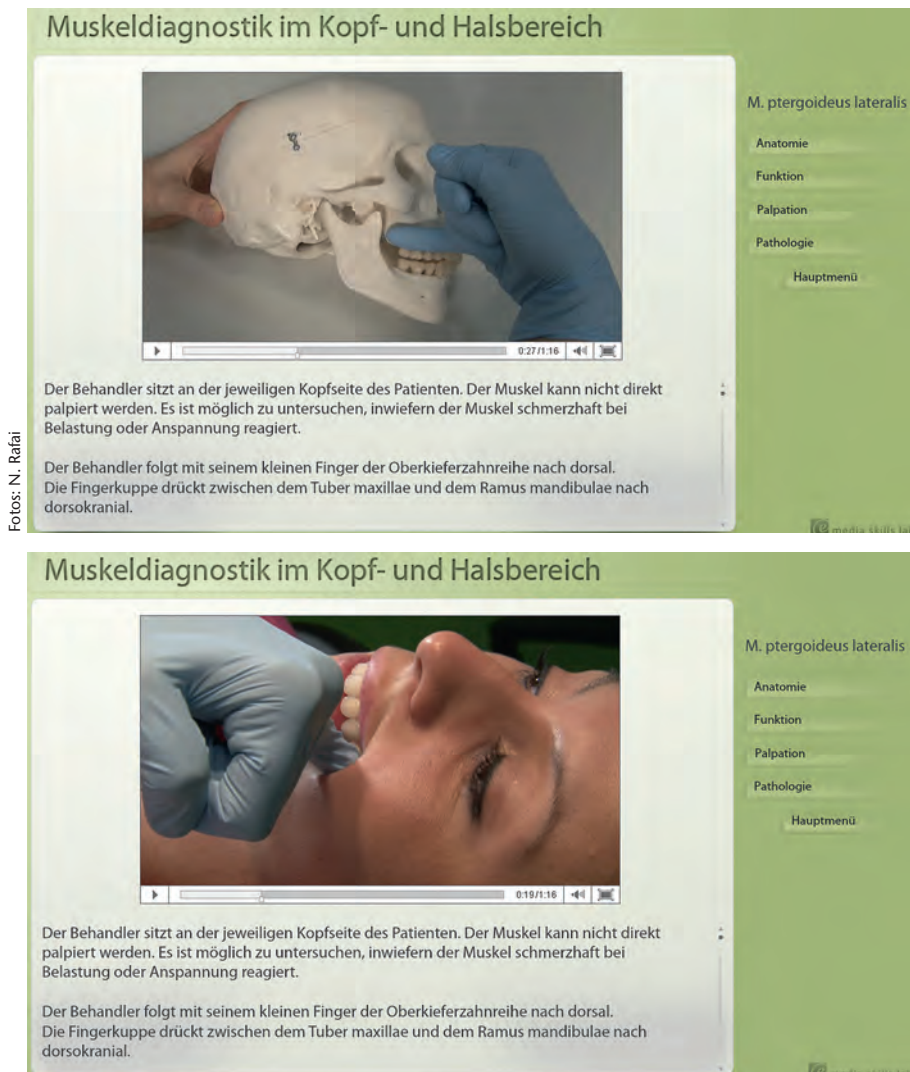 Muskeldiagnostik im Kopf- und Halsbereich
M. ptergoideus lateralis
Anatomie
Funktion
Palpation
Pathologie
Hauptmenü
0:27/1:16
Der Behandler sitzt an der jeweiligen Kopfseite des Patienten. Der Muskel kann nicht direkt
palpiert werden. Es ist möglich zu untersuchen, inwiefern der Muskel schmerzhaft bei
Belastung oder Anspannung reagiert.
Der Behandler folgt mit seinem kleinen Finger der Oberkieferzahnreihe nach dorsal.
Die Fingerkuppe drückt zwischen dem Tuber maxillae und dem Ramus mandibulae nach
dorsokranial.
Fotos: N. Rafai
media skills
Muskeldiagnostik im Kopf- und Halsbereich
M. ptergoideus lateralis
Anatomie
Funktion
Palpation
Pathologie
Hauptmenü
0:19/1:16
Der Behandler sitzt an der jeweiligen Kopfseite des Patienten. Der Muskel kann nicht direkt
palpiert werden. Es ist möglich zu untersuchen, inwiefern der Muskel schmerzhaft bei
Belastung oder Anspannung reagiert.
Der Behandler folgt mit seinem kleinen Finger der Oberkieferzahnreihe nach dorsal.
Die Fingerkuppe drückt zwischen dem Tuber maxillae und dem Ramus mandibulae nach
dorsokranial.